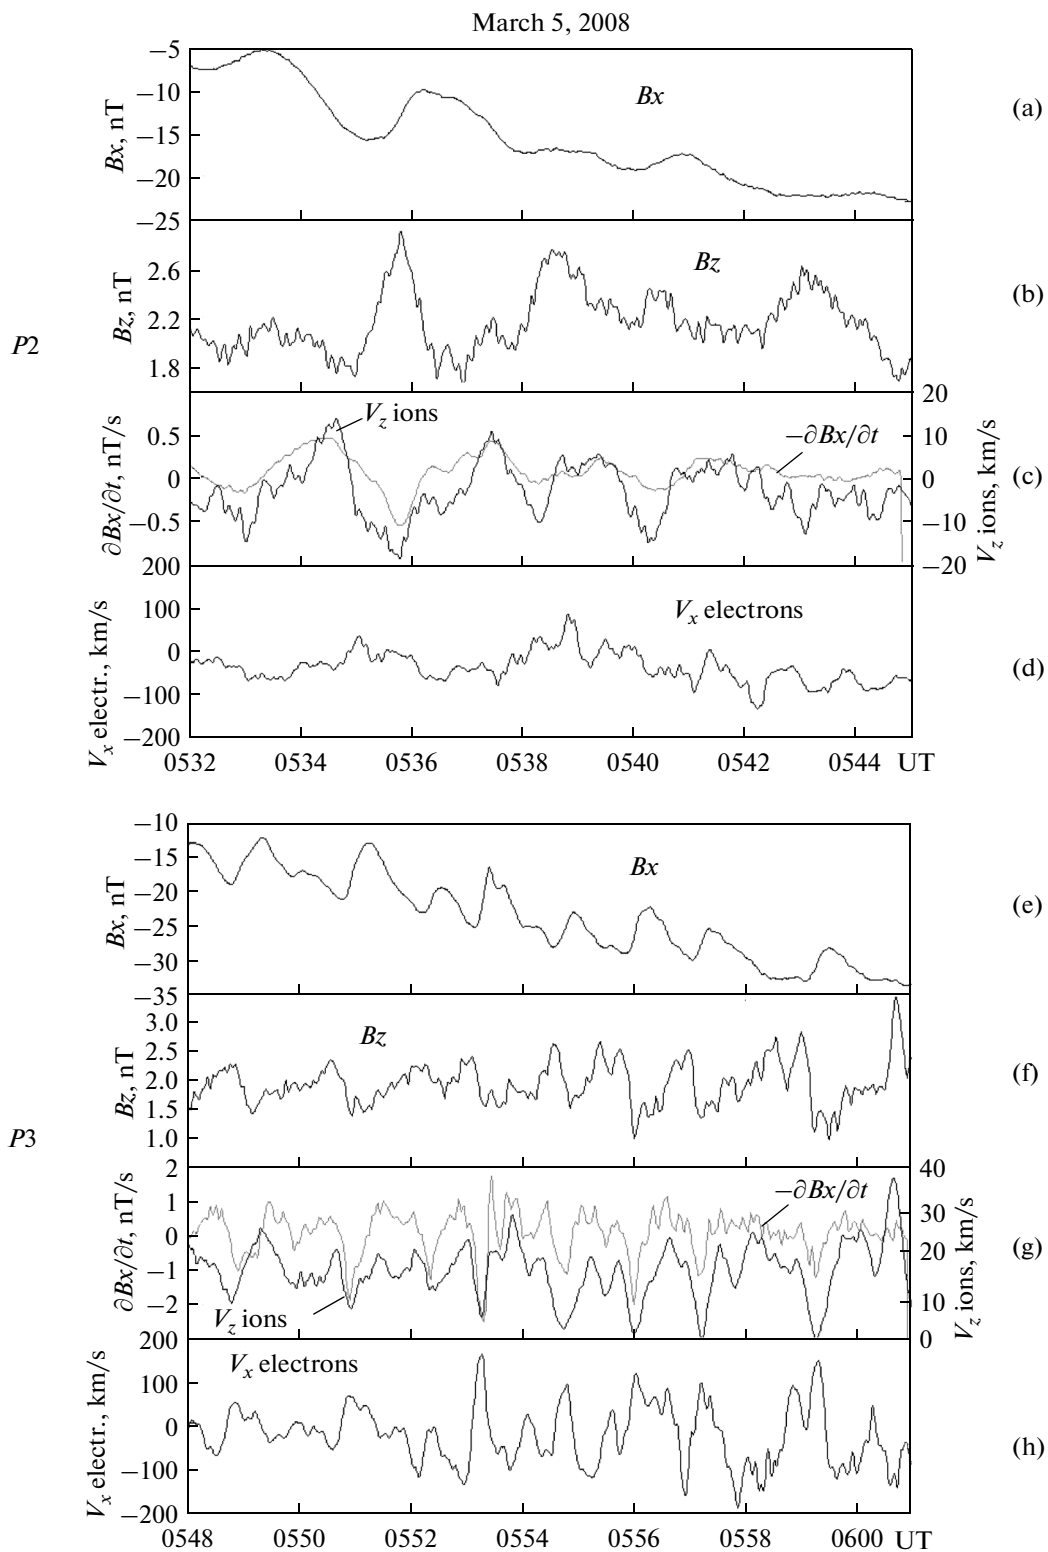 March 5, 2008
P2
Bx, nT
−5
−10
−15
−20
−25
Bx
(a)
Bz, nT
2.6
2.2
1.8
Bz
(b)
∂Bx/∂t, nT/s
0.5
0
−0.5
Vz ions
−∂Bx/∂t
20
10
0
−10
−20
Vz ions, km/s
(c)
Vx electr., km/s
200
100
0
−100
−200
Vx electrons
(d)
0532 0534 0536 0538 0540 0542 0544 UT
P3
Bx, nT
−10
−15
−20
−25
−30
−35
Bx
(e)
Bz, nT
3.0
2.5
2.0
1.5
1.0
Bz
(f)
∂Bx/∂t, nT/s
2
1
0
−1
−2
−∂Bx/∂t
Vz ions
40
30
20
10
0
Vz ions, km/s
(g)
Vx electr., km/s
200
100
0
−100
−200
Vx electrons
(h)
0548 0550 0552 0554 0556 0558 0600 UT